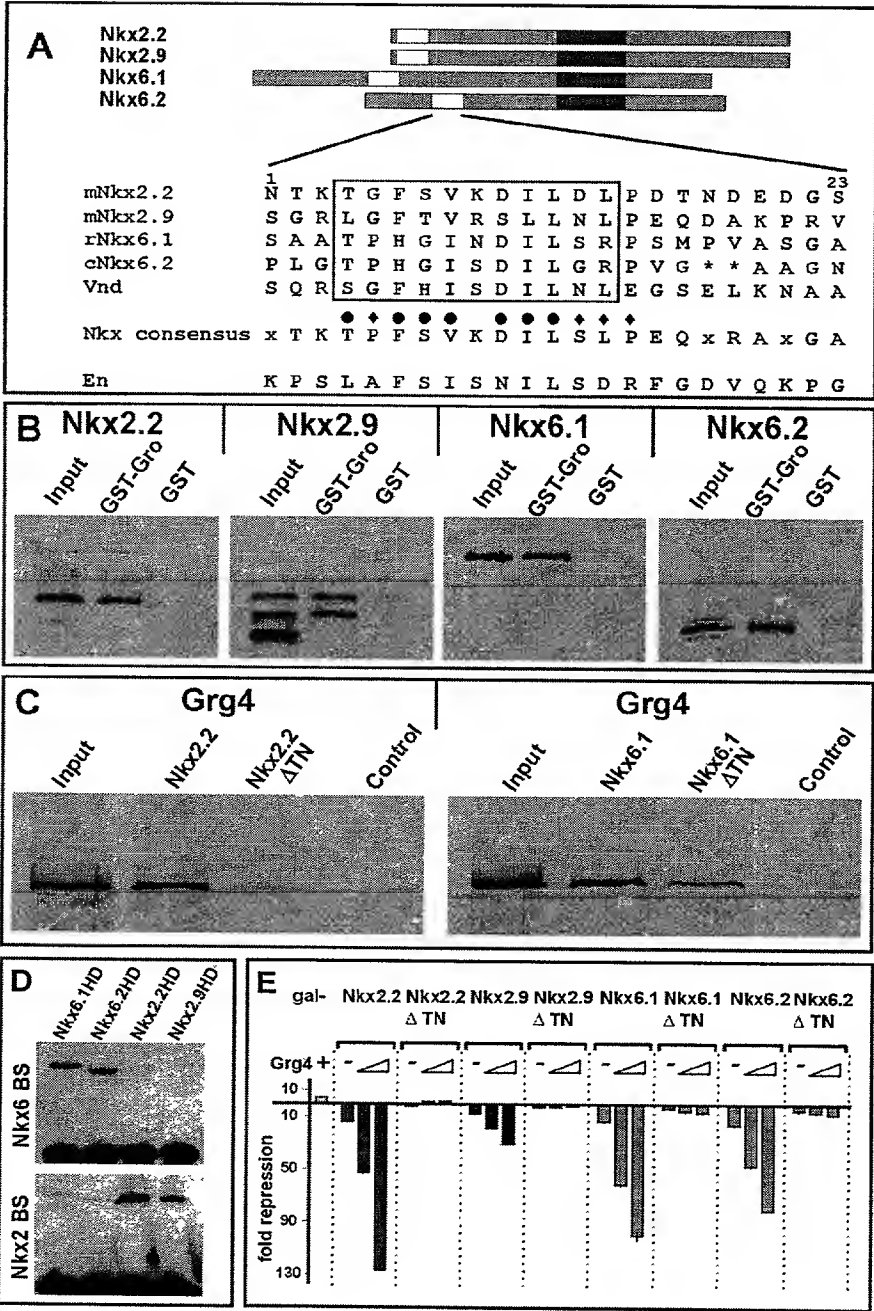 A
Nkx2.2
Nkx2.9
Nkx6.1
Nkx6.2
1 23
mNkx2.2 N T K T G F S V K D I L D L P D T N D E D G S
mNkx2.9 S G R L G F T V R S L L N L P E Q D A K P R V
rNkx6.1 S A A T P H G I N D I L S R P S M P V A S G A
cNkx6.2 P L G T P H G I S D I L G R P V G * * A A G N
Vnd S Q R S G F H I S D I L N L E G S E L K N A A
Nkx consensus x T K T P F S V K D I L S L P E Q x R A x G A
En K P S L A F S I S N I L S D R F G D V Q K P G
B
Nkx2.2 Nkx2.9 Nkx6.1 Nkx6.2
Input GST-Gro GST Input GST-Gro GST Input GST-Gro GST Input GST-Gro GST
C
Grg4 Grg4
Input Nkx2.2 Nkx2.2 ΔTN Control Input Nkx6.1 Nkx6.1 ΔTN Control
D
Nkx6.1HD Nkx6.2HD Nkx2.2HD Nkx2.9HD
Nkx6 BS
Nkx2 BS
E
gal- Nkx2.2 Nkx2.2 Nkx2.9 Nkx2.9 Nkx6.1 Nkx6.1 Nkx6.2 Nkx6.2
Δ TN Δ TN Δ TN Δ TN
Grg4 + - - - - - - - -
10
10
50
90
130
fold repression